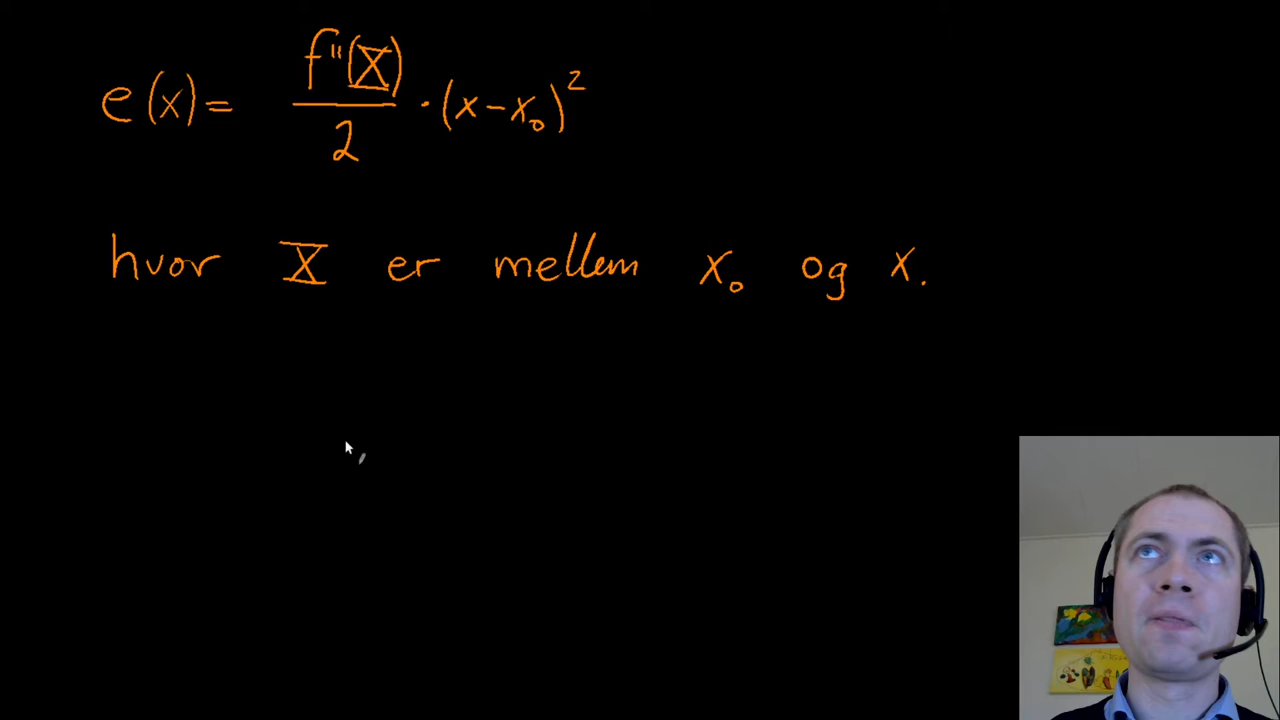 e(x) = f''(X)/2 · (x-x₀)²
hvor X er mellem x₀ og x.